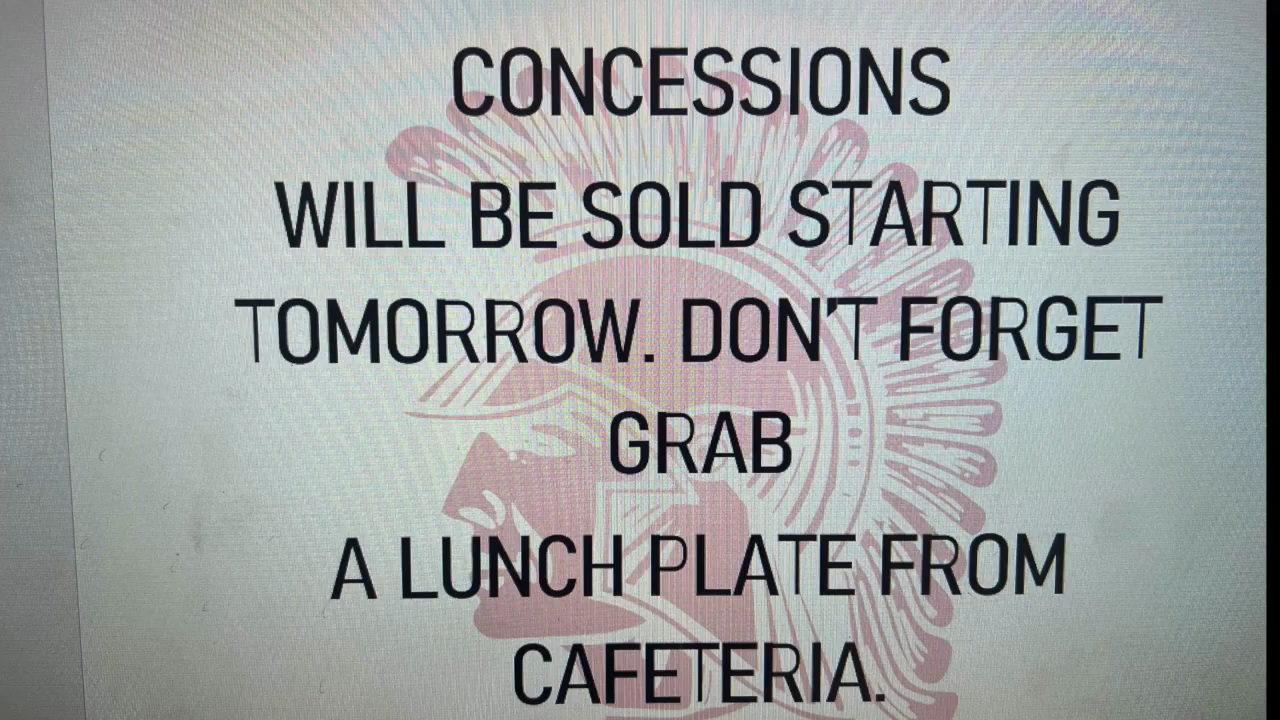 CONCESSIONS
WILL BE SOLD STARTING
TOMORROW. DON'T FORGET
GRAB
A LUNCH PLATE FROM
CAFETERIA.